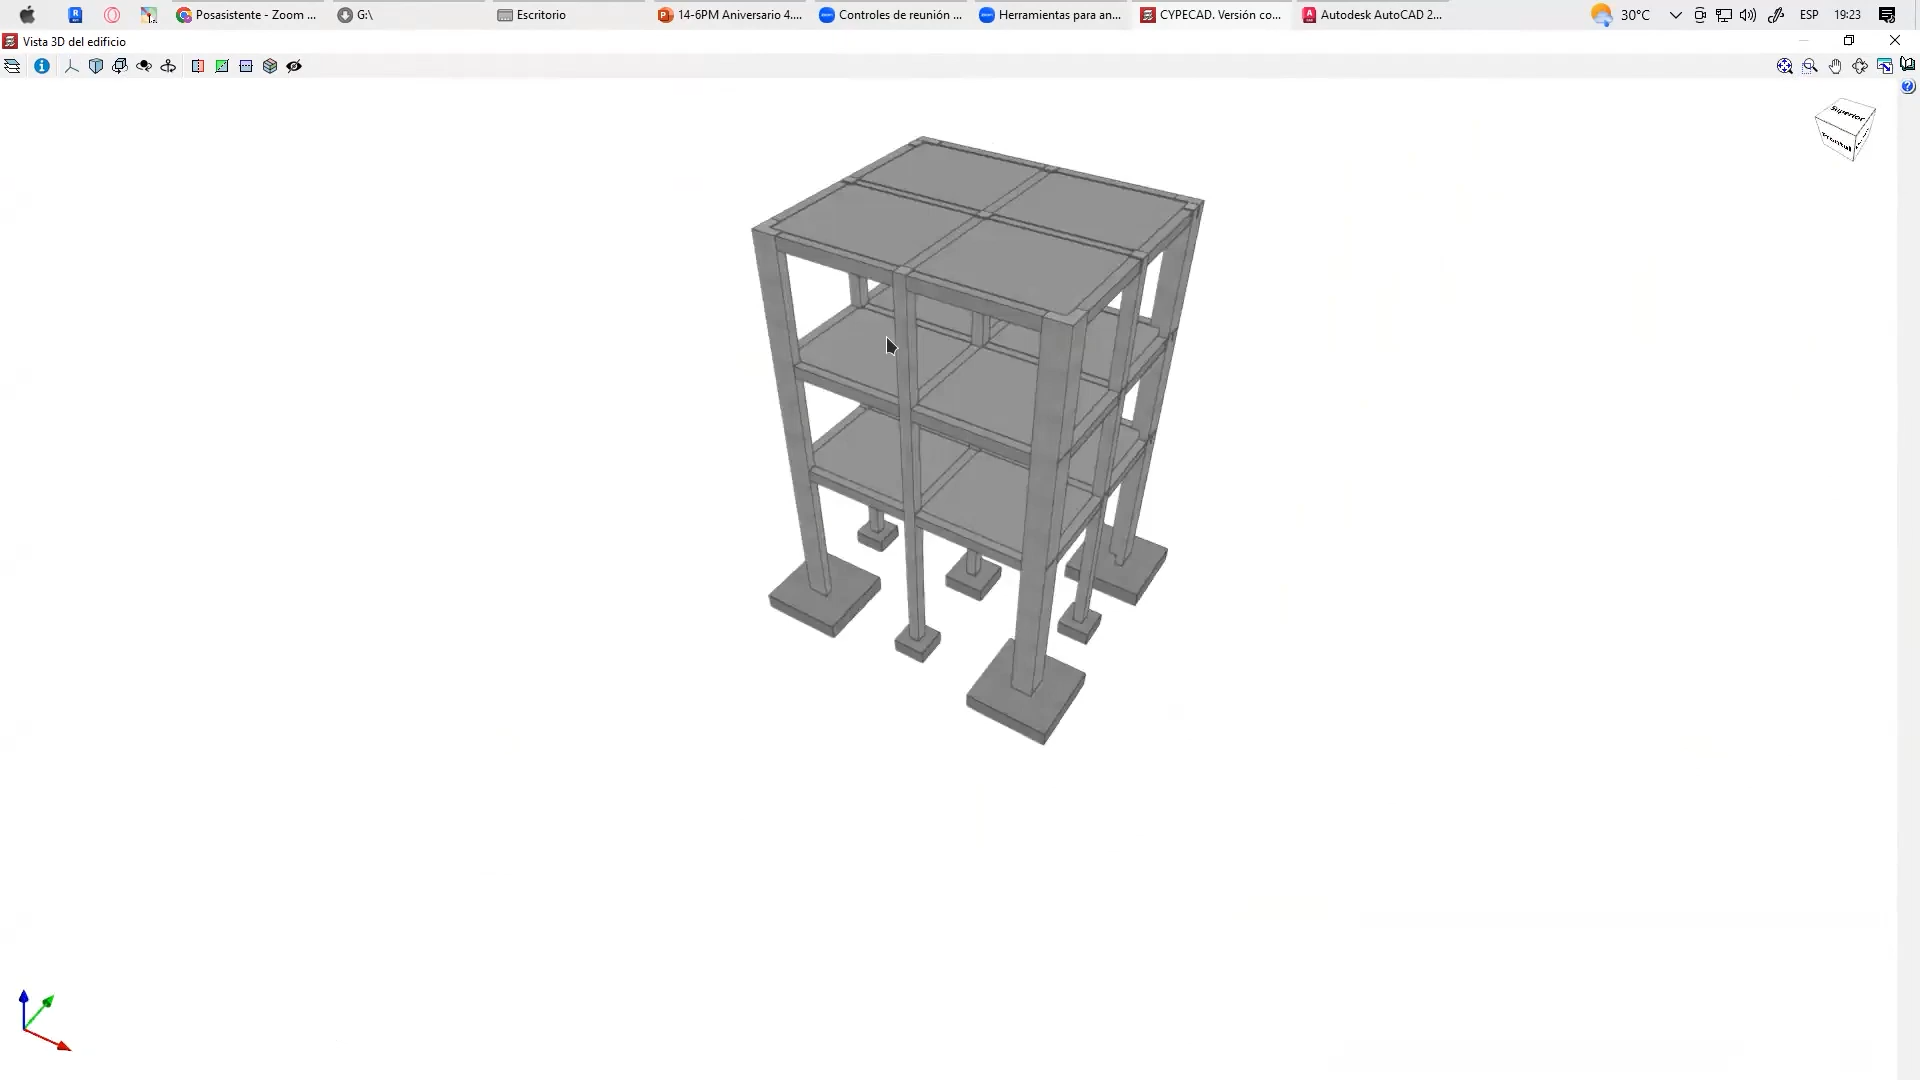 Posasistente - Zoom ...
G:\
Escritorio
14-6PM Aniversario 4....
Controles de reunión ...
Herramientas para an...
CYPECAD. Versión co...
Autodesk AutoCAD 2...
30°C
ESP
19:23
Vista 3D del edificio
Superior
Frontal